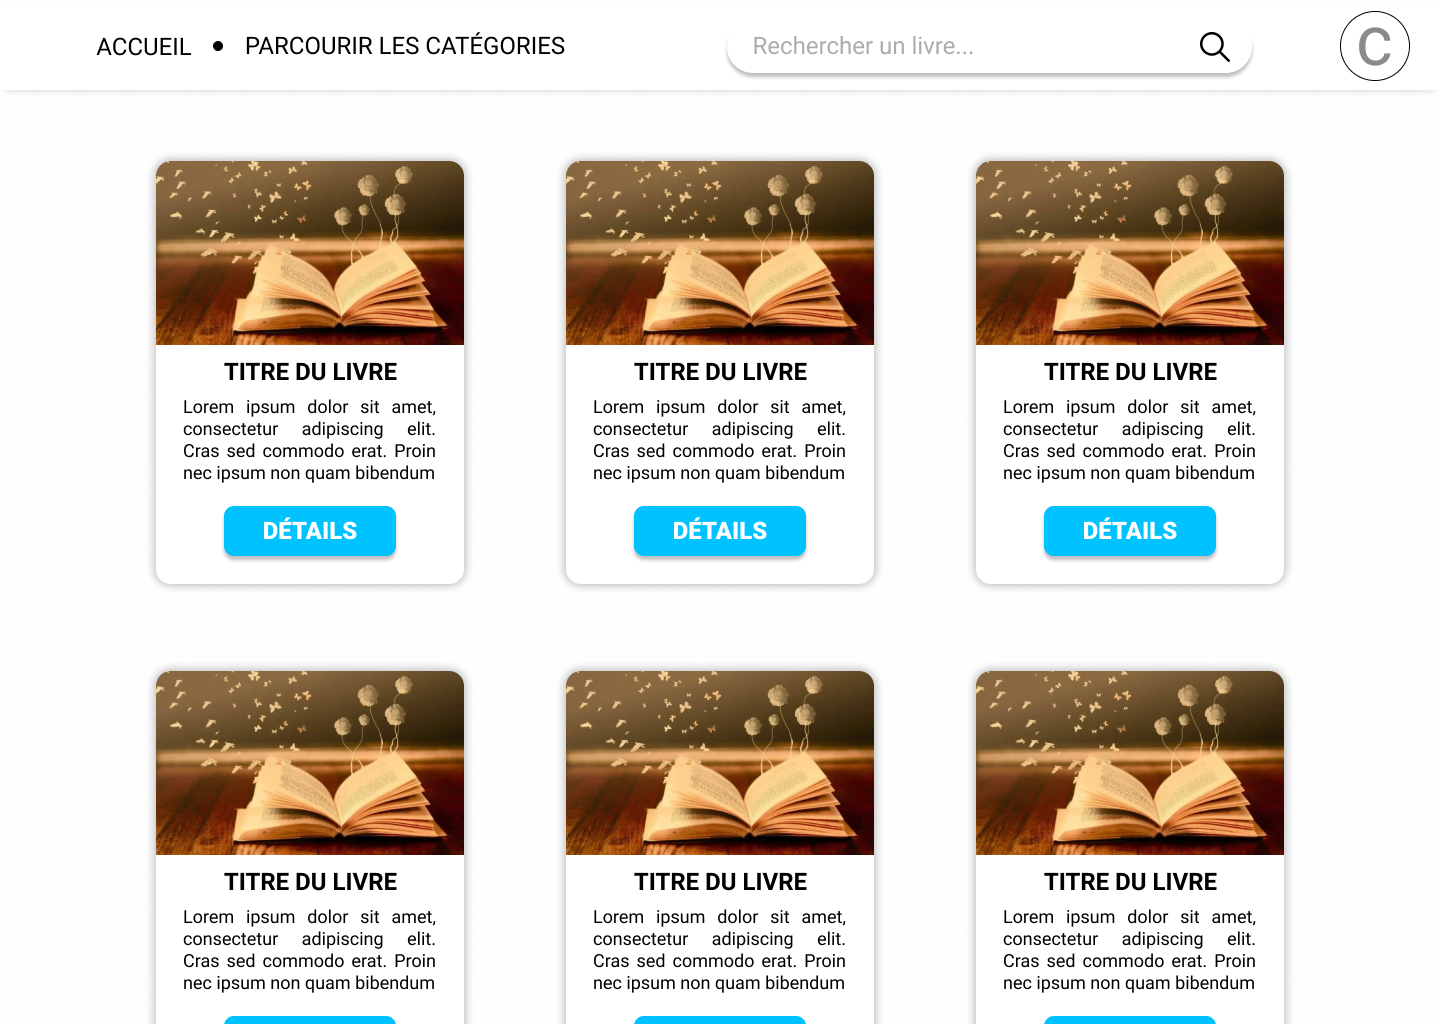 ACCUEIL • PARCOURIR LES CATÉGORIES
Rechercher un livre...
C
TITRE DU LIVRE
Lorem ipsum dolor sit amet,
consectetur adipiscing elit.
Cras sed commodo erat. Proin
nec ipsum non quam bibendum
DÉTAILS
TITRE DU LIVRE
Lorem ipsum dolor sit amet,
consectetur adipiscing elit.
Cras sed commodo erat. Proin
nec ipsum non quam bibendum
DÉTAILS
TITRE DU LIVRE
Lorem ipsum dolor sit amet,
consectetur adipiscing elit.
Cras sed commodo erat. Proin
nec ipsum non quam bibendum
DÉTAILS
TITRE DU LIVRE
Lorem ipsum dolor sit amet,
consectetur adipiscing elit.
Cras sed commodo erat. Proin
nec ipsum non quam bibendum
TITRE DU LIVRE
Lorem ipsum dolor sit amet,
consectetur adipiscing elit.
Cras sed commodo erat. Proin
nec ipsum non quam bibendum
TITRE DU LIVRE
Lorem ipsum dolor sit amet,
consectetur adipiscing elit.
Cras sed commodo erat. Proin
nec ipsum non quam bibendum